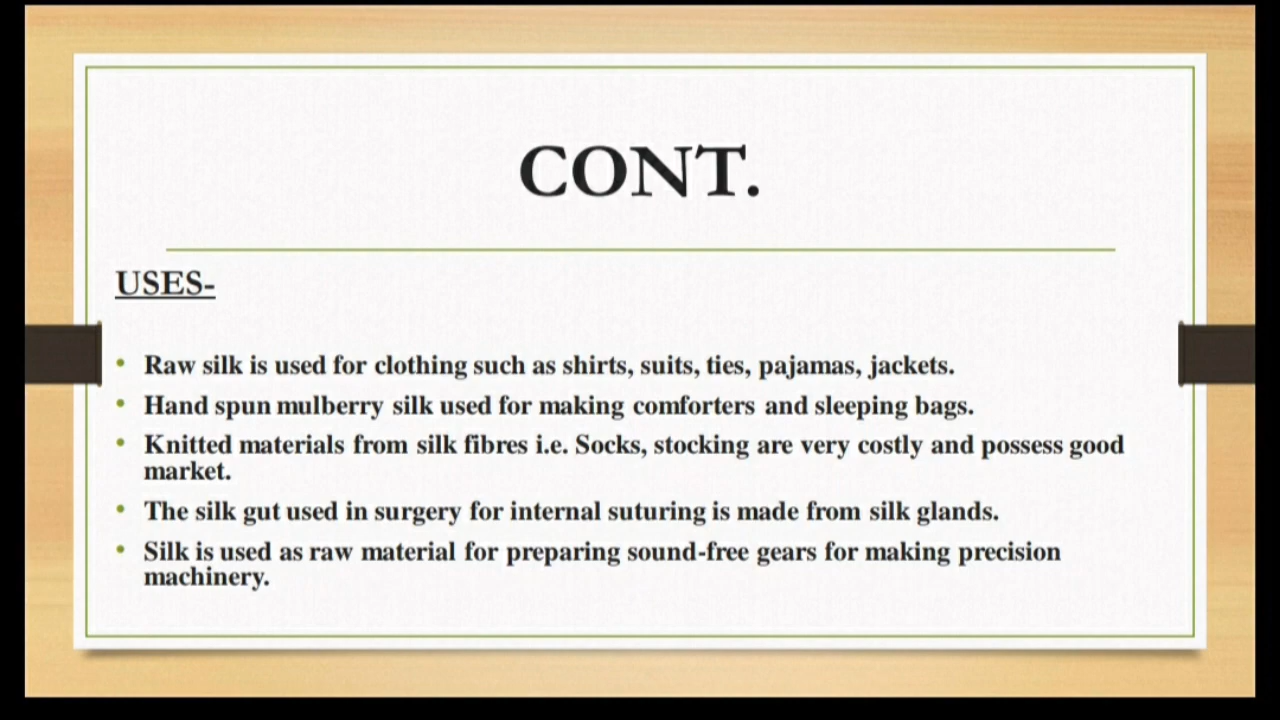 CONT.
USES-
• Raw silk is used for clothing such as shirts, suits, ties, pajamas, jackets.
• Hand spun mulberry silk used for making comforters and sleeping bags.
• Knitted materials from silk fibres i.e. Socks, stocking are very costly and possess good
market.
• The silk gut used in surgery for internal suturing is made from silk glands.
• Silk is used as raw material for preparing sound-free gears for making precision
machinery.